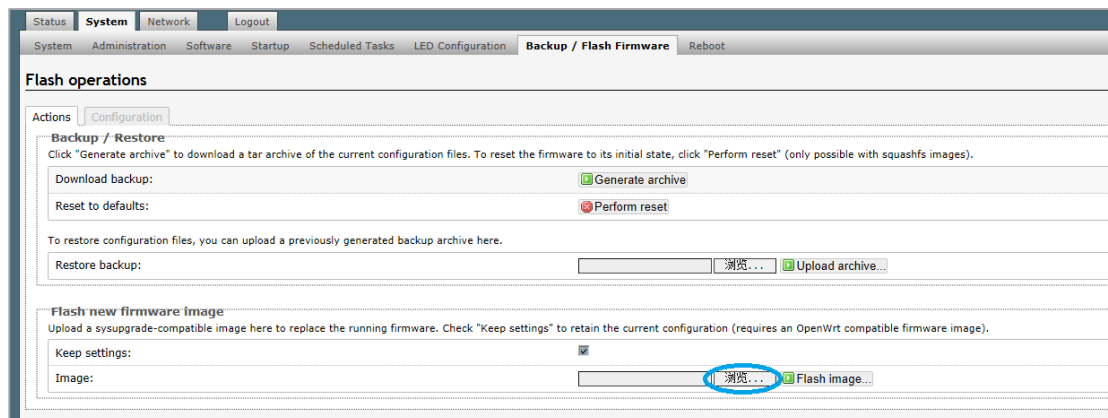 Status System Network Logout
System Administration Software Startup Scheduled Tasks LED Configuration Backup / Flash Firmware Reboot
Flash operations
Actions Configuration
Backup / Restore
Click "Generate archive" to download a tar archive of the current configuration files. To reset the firmware to its initial state, click "Perform reset" (only possible with squashfs images).
Download backup: Generate archive
Reset to defaults: Perform reset
To restore configuration files, you can upload a previously generated backup archive here.
Restore backup: 浏览... Upload archive...
Flash new firmware image
Upload a sysupgrade-compatible image here to replace the running firmware. Check "Keep settings" to retain the current configuration (requires an OpenWrt compatible firmware image).
Keep settings:
Image: 浏览... Flash image...